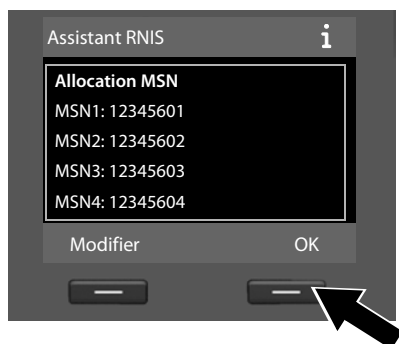 Assistant RNIS i
Allocation MSN
MSN1: 12345601
MSN2: 12345602
MSN3: 12345603
MSN4: 12345604
Modifier OK